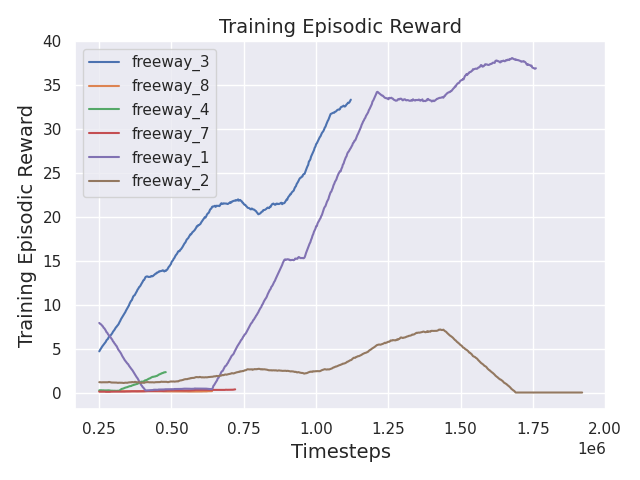 Training Episodic Reward
Training Episodic Reward
40
35
30
25
20
15
10
5
0
freeway_3
freeway_8
freeway_4
freeway_7
freeway_1
freeway_2
0.25 0.50 0.75 1.00 1.25 1.50 1.75 2.00
1e6
Timesteps